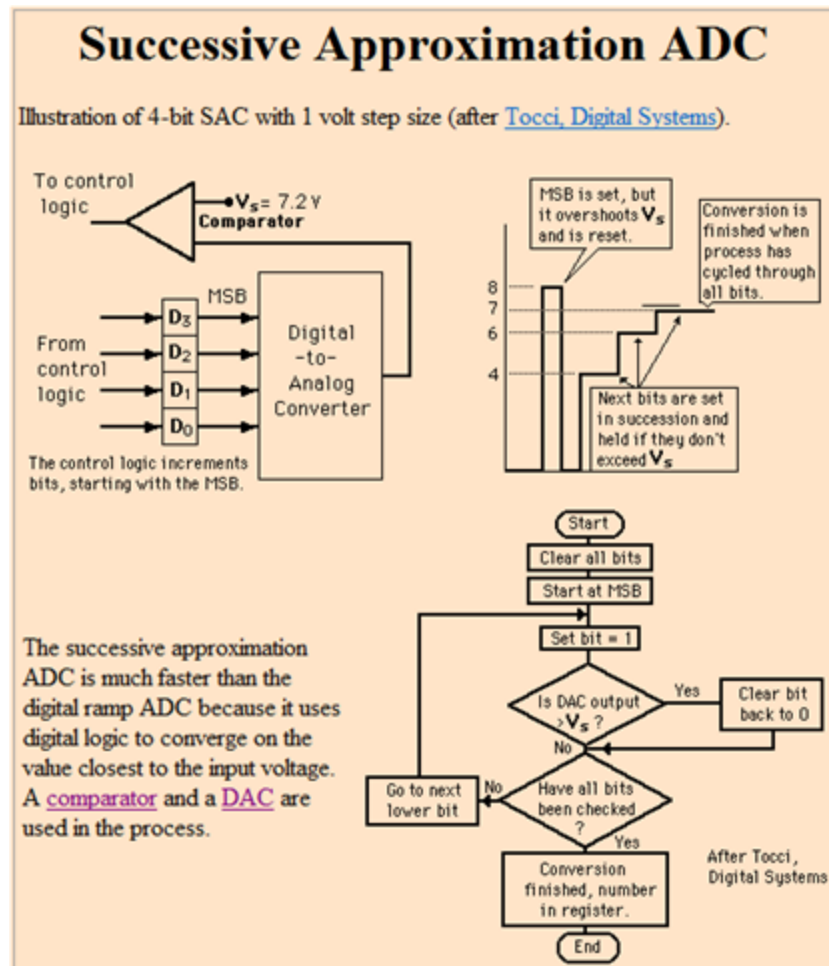 Successive Approximation ADC
Illustration of 4-bit SAC with 1 volt step size (after Tocci, Digital Systems).
To control
logic
Vs= 7.2 V
Comparator
MSB
D3
D2
D1
D0
From
control
logic
Digital
-to-
Analog
Converter
The control logic increments
bits, starting with the MSB.
MSB is set, but
it overshoots Vs
and is reset.
Conversion is
finished when
process has
cycled through
all bits.
8
7
6
4
Next bits are set
in succession and
held if they don't
exceed Vs
The successive approximation
ADC is much faster than the
digital ramp ADC because it uses
digital logic to converge on the
value closest to the input voltage.
A comparator and a DAC are
used in the process.
Start
Clear all bits
Start at MSB
Set bit = 1
Is DAC output
>Vs ?
Yes
Clear bit
back to 0
No
Have all bits
been checked
?
No
Go to next
lower bit
Yes
Conversion
finished, number
in register.
End
After Tocci,
Digital Systems